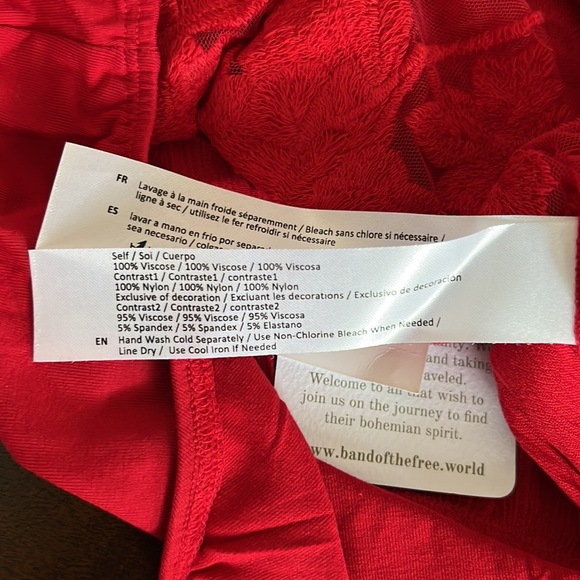 FR Lavage à la main froide séparemment / Bleach sans chlore si nécessaire /
ligne à sec / utilisez le fer refroidir si nécessaire
ES lavar a mano en frio por separ
sea necesario / colga
Self / Soi / Cuerpo
100% Viscose / 100% Viscose / 100% Viscosa
Contrast1 / Contraste1 / contraste1
100% Nylon / 100% Nylon / 100% Nylon
Exclusive of decoration / Excluant les decorations / Exclusivo de decoración
Contrast2 / Contraste2 / contraste2
95% Viscose / 95% Viscose / 95% Viscosa
5% Spandex / 5% Spandex / 5% Elastano
EN Hand Wash Cold Separately / Use Non-Chlorine Bleach When Needed /
Line Dry / Use Cool Iron If Needed
and taking
aveled.
Welcome to all that wish to
join us on the journey to find
their bohemian spirit.
www.bandofthefree.world